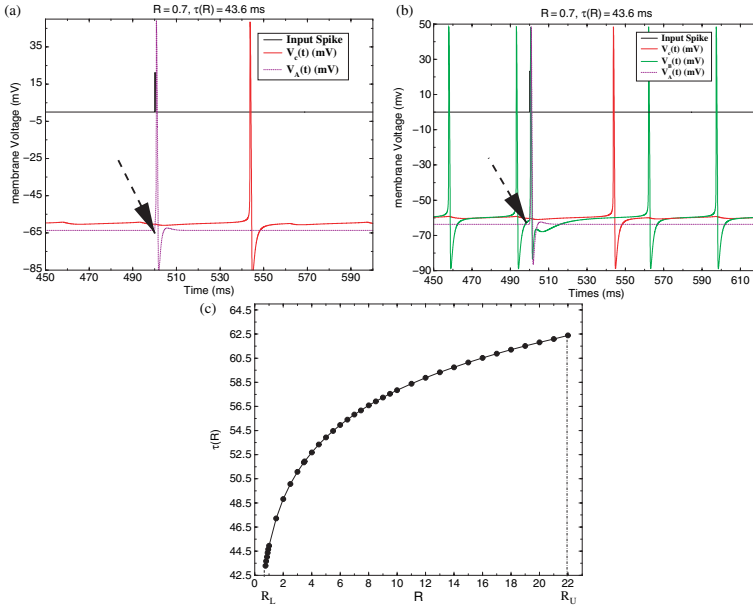 (a)
R = 0.7, τ(R) = 43.6 ms
Input Spike
V_c(t) (mV)
V_A(t) (mV)
membrane Voltage (mV)
35
15
−5
−25
−45
−65
−85
450 470 490 510 530 550 570 590
Time (ms)
(b)
R = 0.7, τ(R) = 43.6 ms
Input Spike
V_c(t) (mV)
V_B(t) (mV)
V_A(t) (mV)
membrane Voltage (mv)
50
30
10
−10
−30
−50
−70
−90
450 470 490 510 530 550 570 590 610
Times (ms)
(c)
τ(R)
64.5
62.5
60.5
58.5
56.5
54.5
52.5
50.5
48.5
46.5
44.5
42.5
0 2 4 6 8 10 12 14 16 18 20 22
R_L R R_U